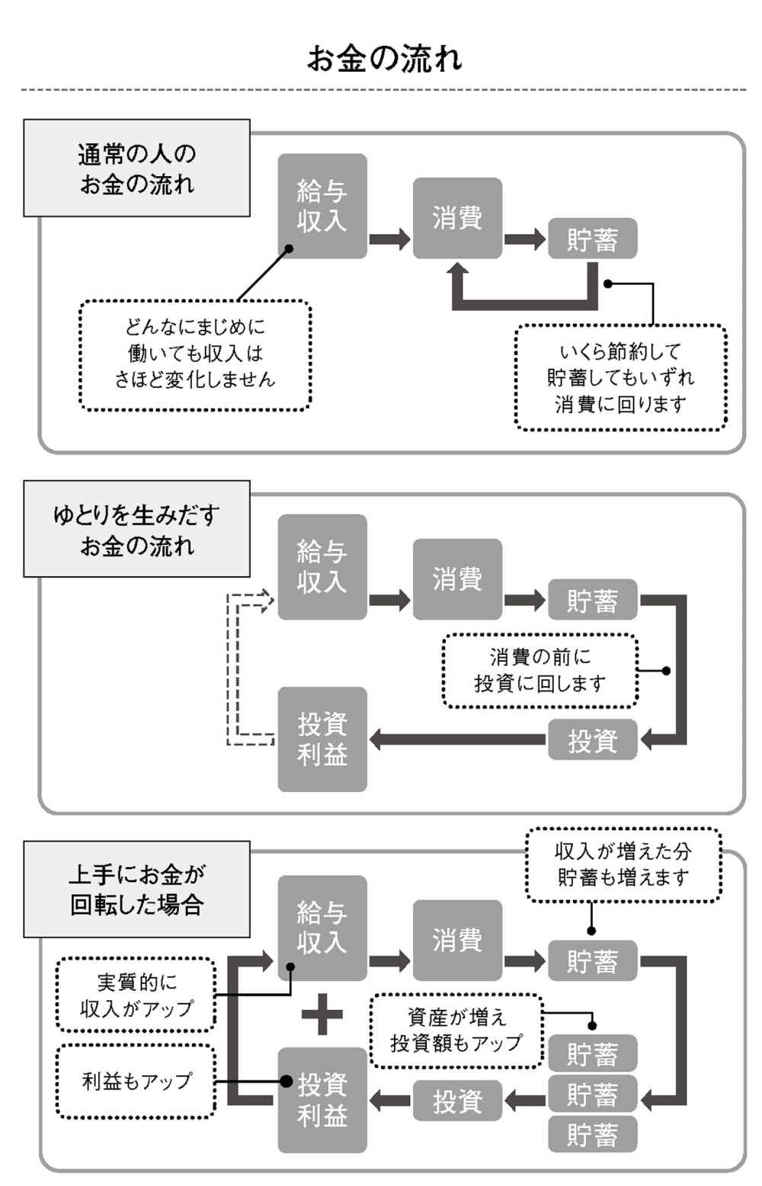 お金の流れ
通常の人の
お金の流れ
給与
収入
消費
貯蓄
どんなにまじめに
働いても収入は
さほど変化しません
いくら節約して
貯蓄してもいずれ
消費に回ります
ゆとりを生みだす
お金の流れ
給与
収入
消費
貯蓄
消費の前に
投資に回します
投資
利益
投資
上手にお金が
回転した場合
収入が増えた分
貯蓄も増えます
給与
収入
消費
貯蓄
実質的に
収入がアップ
+
資産が増え
投資額もアップ
利益もアップ
投資
利益
投資
貯蓄
貯蓄
貯蓄